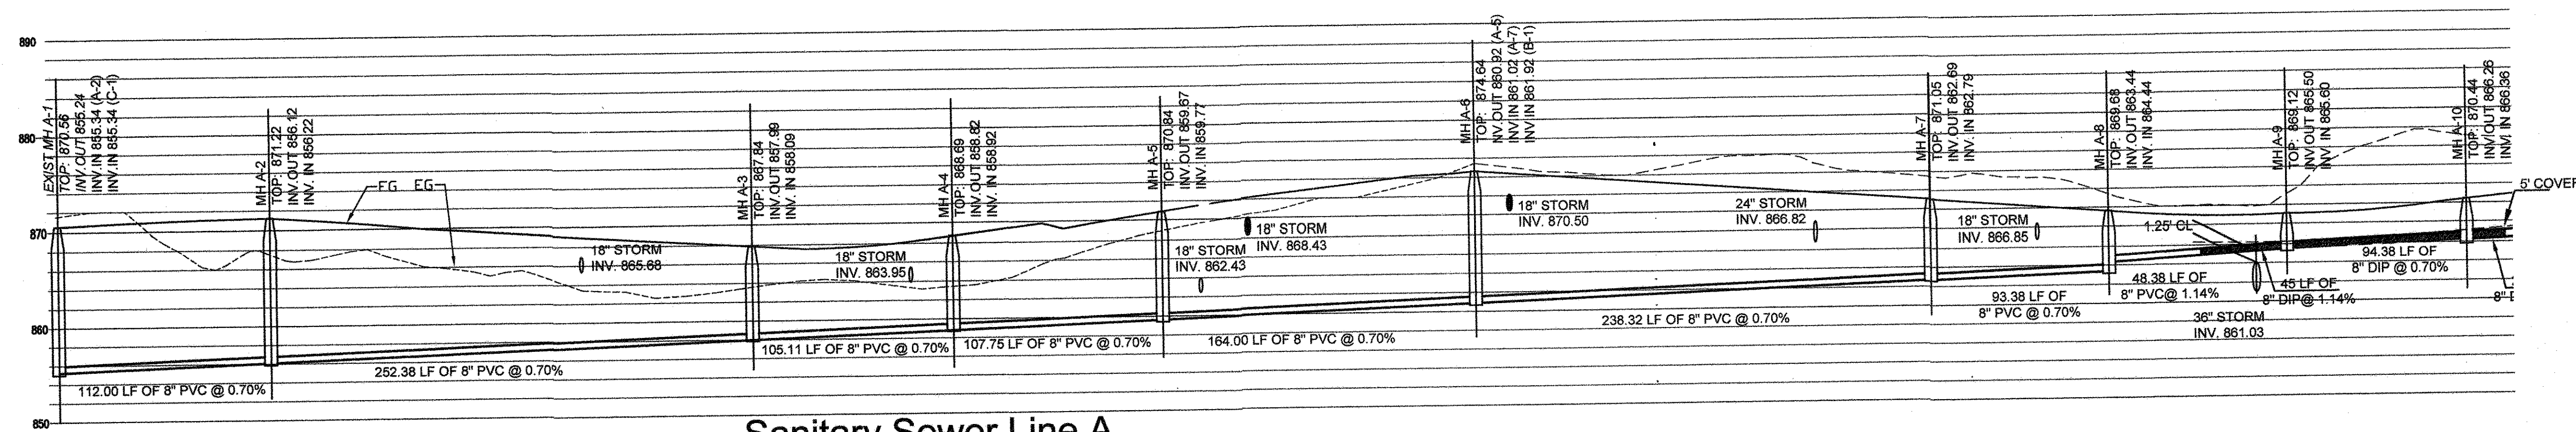 890
880
870
860
850
EXIST MH A-1
TOP: 870.56
INV.OUT 855.24
INV.IN 855.34 (A-2)
INV.IN 855.34 (C-1)
MH A-2
TOP: 871.22
INV.OUT 856.12
INV. IN 856.22
FG EG
MH A-3
TOP: 867.84
INV.OUT 857.99
INV. IN 858.09
MH A-4
TOP: 868.69
INV.OUT 858.82
INV. IN 858.92
MH A-5
TOP: 870.84
INV.OUT 859.67
INV. IN 859.77
MH A-6
TOP: 874.64
INV.OUT 860.92 (A-5)
INV.IN 861.02 (A-7)
INV.IN 861.92 (B-1)
MH A-7
TOP: 871.05
INV.OUT 862.69
INV. IN 862.79
MH A-8
TOP: 869.68
INV.OUT 863.44
INV. IN 864.44
MH A-9
TOP: 869.12
INV.OUT 865.50
INV. IN 865.60
MH A-10
TOP: 870.44
INV.OUT 866.26
INV. IN 866.36
5' COVER
18" STORM
INV. 865.68
18" STORM
INV. 863.95
18" STORM
INV. 862.43
18" STORM
INV. 868.43
18" STORM
INV. 870.50
24" STORM
INV. 866.82
18" STORM
INV. 866.85
1.25' CL
36" STORM
INV. 861.03
112.00 LF OF 8" PVC @ 0.70%
252.38 LF OF 8" PVC @ 0.70%
105.11 LF OF 8" PVC @ 0.70%
107.75 LF OF 8" PVC @ 0.70%
164.00 LF OF 8" PVC @ 0.70%
238.32 LF OF 8" PVC @ 0.70%
93.38 LF OF
8" PVC @ 0.70%
48.38 LF OF
8" PVC@ 1.14%
45 LF OF
8" DIP@ 1.14%
94.38 LF OF
8" DIP @ 0.70%
Sanitary Sewer Line A